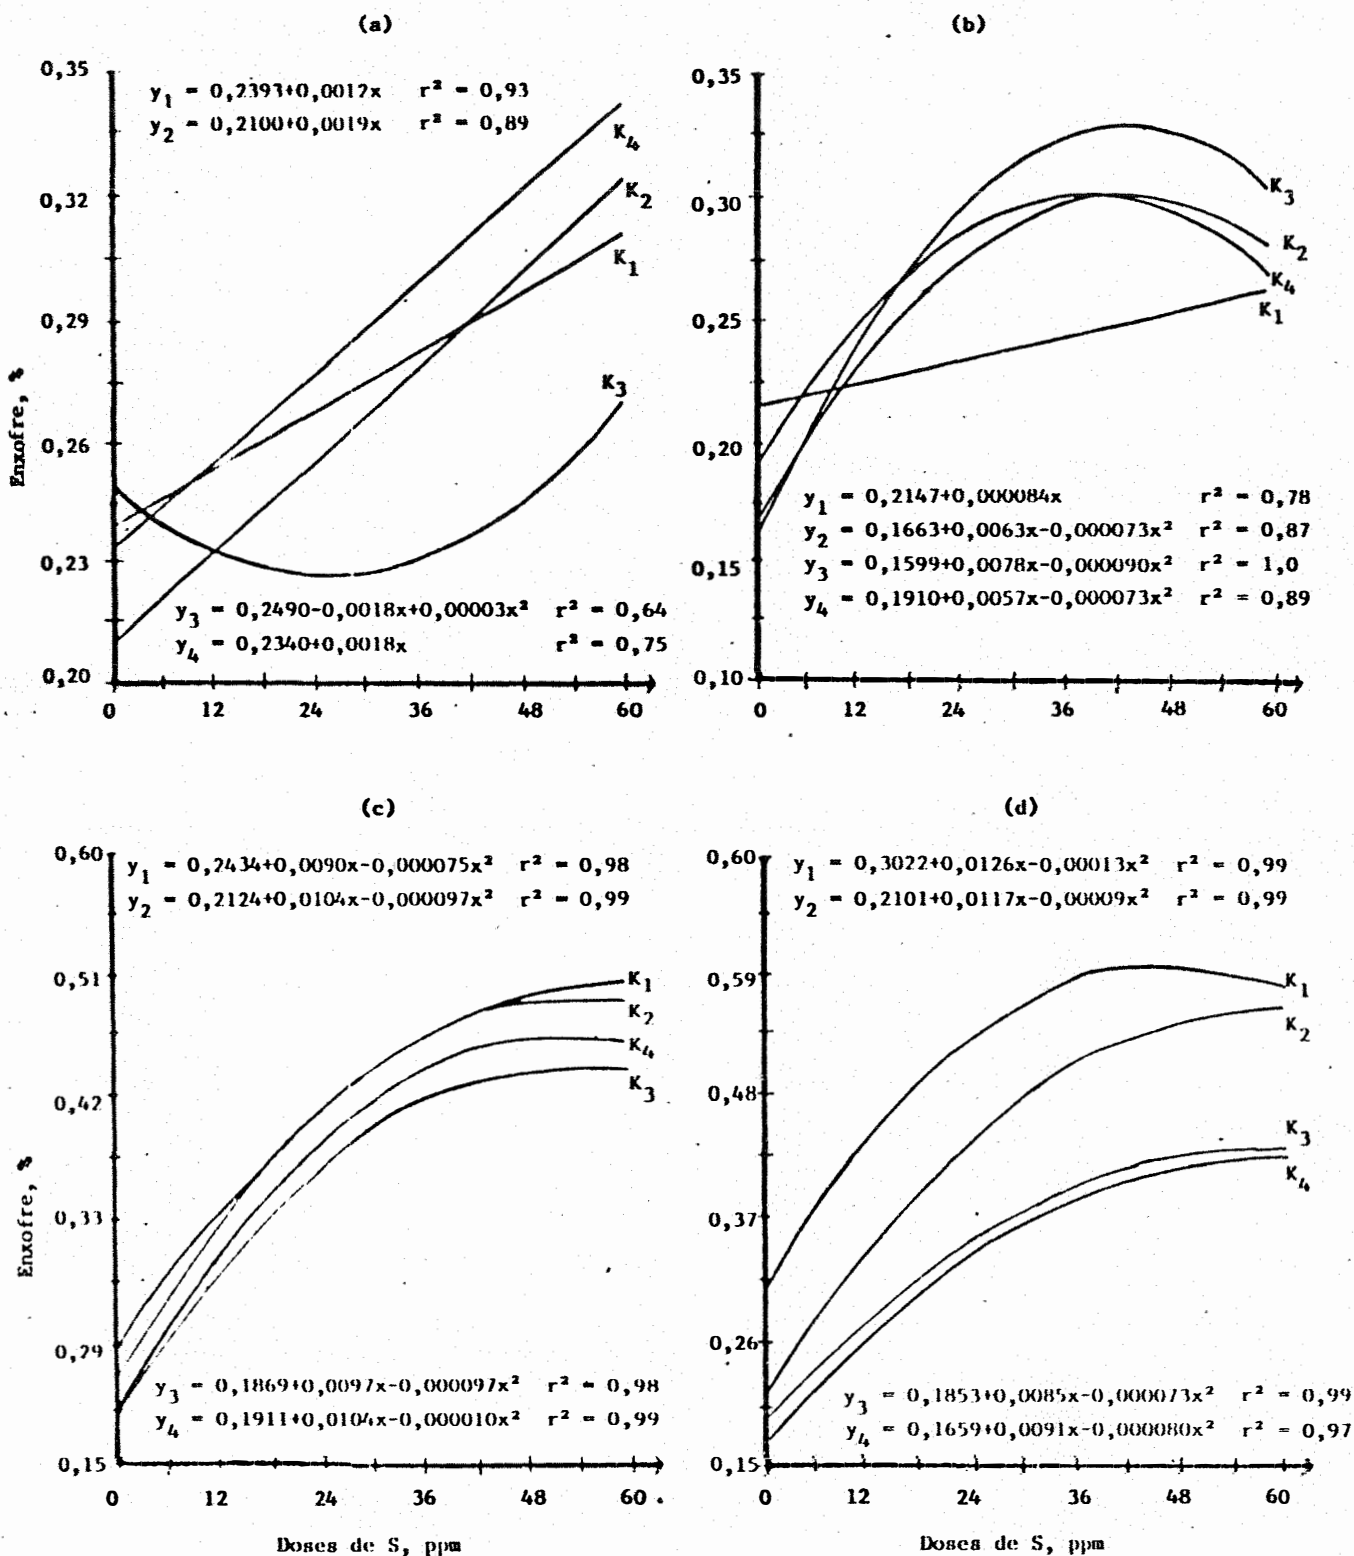 (a)
0,35
y1 = 0,2393+0,0012x r² = 0,93
y2 = 0,2100+0,0019x r² = 0,89
K4
0,32
K2
K1
0,29
K3
Enxofre, %
0,26
0,23
y3 = 0,2490-0,0018x+0,00003x² r² = 0,64
y4 = 0,2340+0,0018x r² = 0,75
0,20
0 12 24 36 48 60
(b)
0,35
0,30
K3
K2
K4
K1
0,25
0,20
y1 = 0,2147+0,000084x r² = 0,78
y2 = 0,1663+0,0063x-0,000073x² r² = 0,87
y3 = 0,1599+0,0078x-0,000090x² r² = 1,0
y4 = 0,1910+0,0057x-0,000073x² r² = 0,89
0,15
0,10
0 12 24 36 48 60
(c)
0,60
y1 = 0,2434+0,0090x-0,000075x² r² = 0,98
y2 = 0,2124+0,0104x-0,000097x² r² = 0,99
0,51
K1
K2
K4
K3
0,42
Enxofre, %
0,33
0,29
y3 = 0,1869+0,0097x-0,000097x² r² = 0,98
y4 = 0,1911+0,0104x-0,000010x² r² = 0,99
0,15
0 12 24 36 48 60
Doses de S, ppm
(d)
0,60
y1 = 0,3022+0,0126x-0,00013x² r² = 0,99
y2 = 0,2101+0,0117x-0,00009x² r² = 0,99
0,59
K1
K2
0,48
K3
K4
0,37
0,26
y3 = 0,1853+0,0085x-0,000073x² r² = 0,99
y4 = 0,1659+0,0091x-0,000080x² r² = 0,97
0,15
0 12 24 36 48 60
Doses de S, ppm